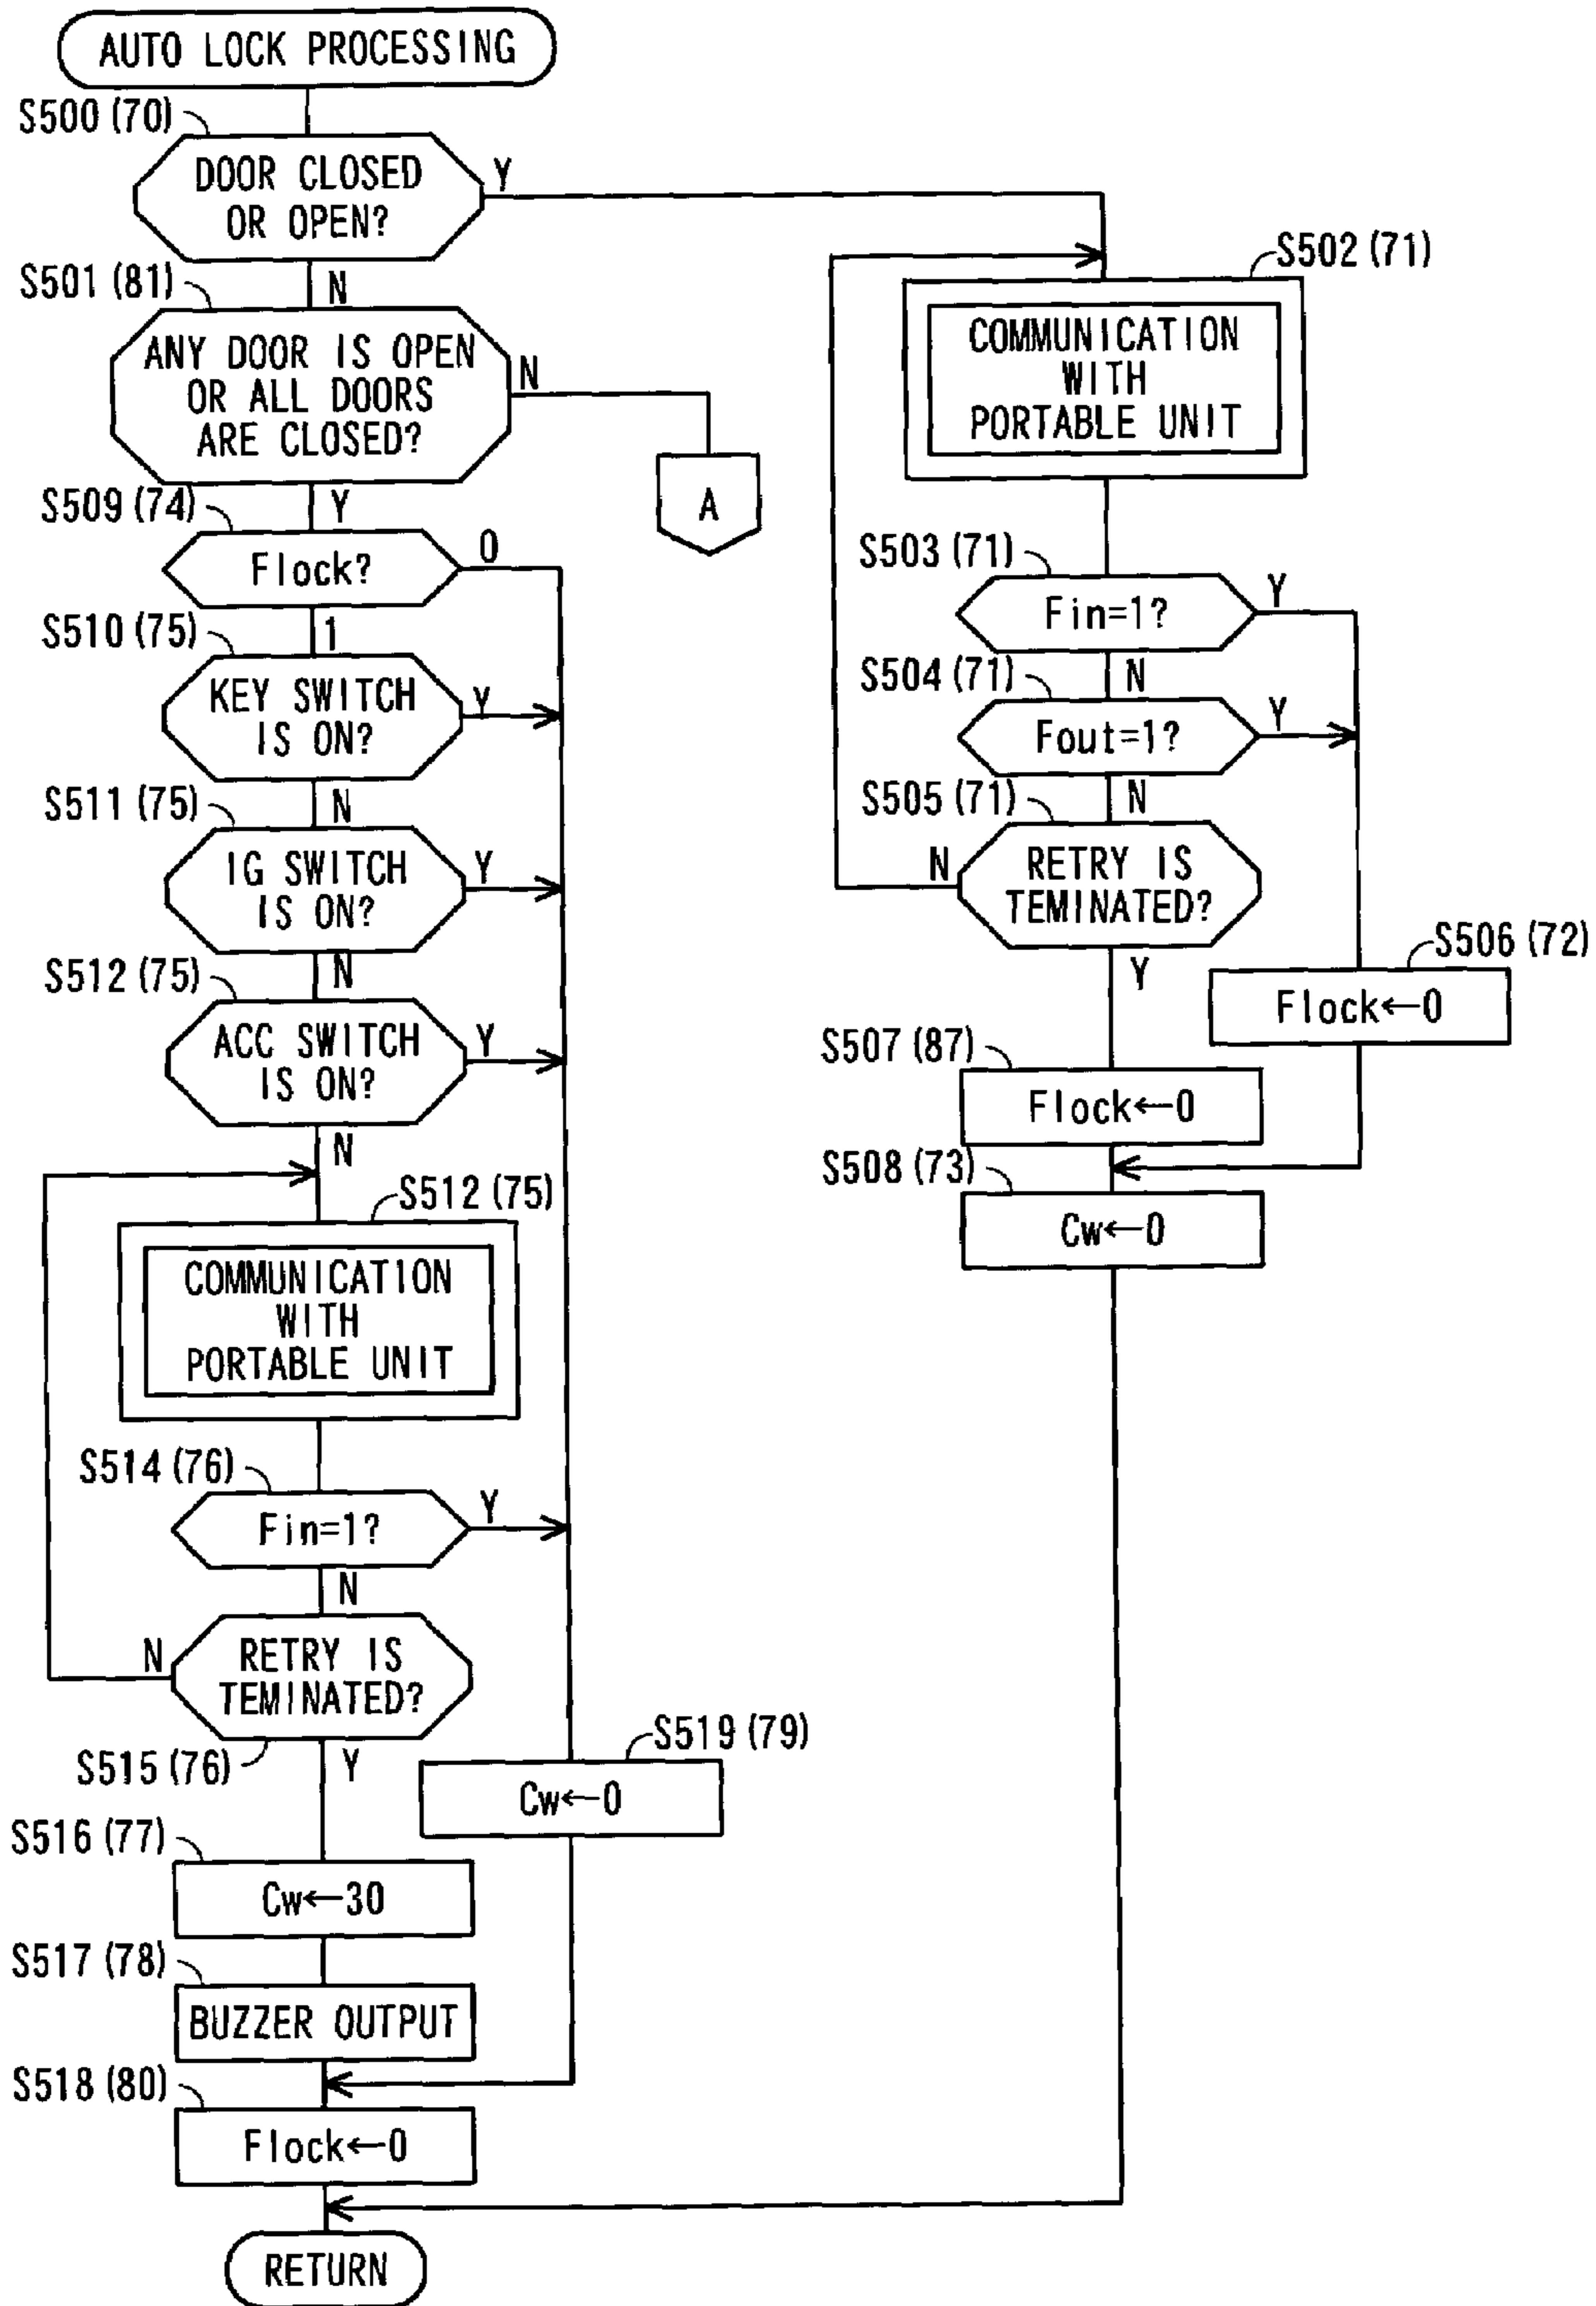 AUTO LOCK PROCESSING
S500 (70)
DOOR CLOSED
OR OPEN?
Y
N
S501 (81)
ANY DOOR IS OPEN
OR ALL DOORS
ARE CLOSED?
N
A
Y
S509 (74)
Flock?
0
1
S510 (75)
KEY SWITCH
IS ON?
Y
N
S511 (75)
IG SWITCH
IS ON?
Y
N
S512 (75)
ACC SWITCH
IS ON?
Y
N
S512 (75)
COMMUNICATION
WITH
PORTABLE UNIT
S514 (76)
Fin=1?
Y
N
RETRY IS
TEMINATED?
N
S515 (76)
Y
S519 (79)
Cw←0
S516 (77)
Cw←30
S517 (78)
BUZZER OUTPUT
S518 (80)
Flock←0
RETURN
S502 (71)
COMMUNICATION
WITH
PORTABLE UNIT
S503 (71)
Fin=1?
Y
N
S504 (71)
Fout=1?
Y
N
S505 (71)
RETRY IS
TEMINATED?
N
Y
S506 (72)
Flock←0
S507 (87)
Flock←0
S508 (73)
Cw←0